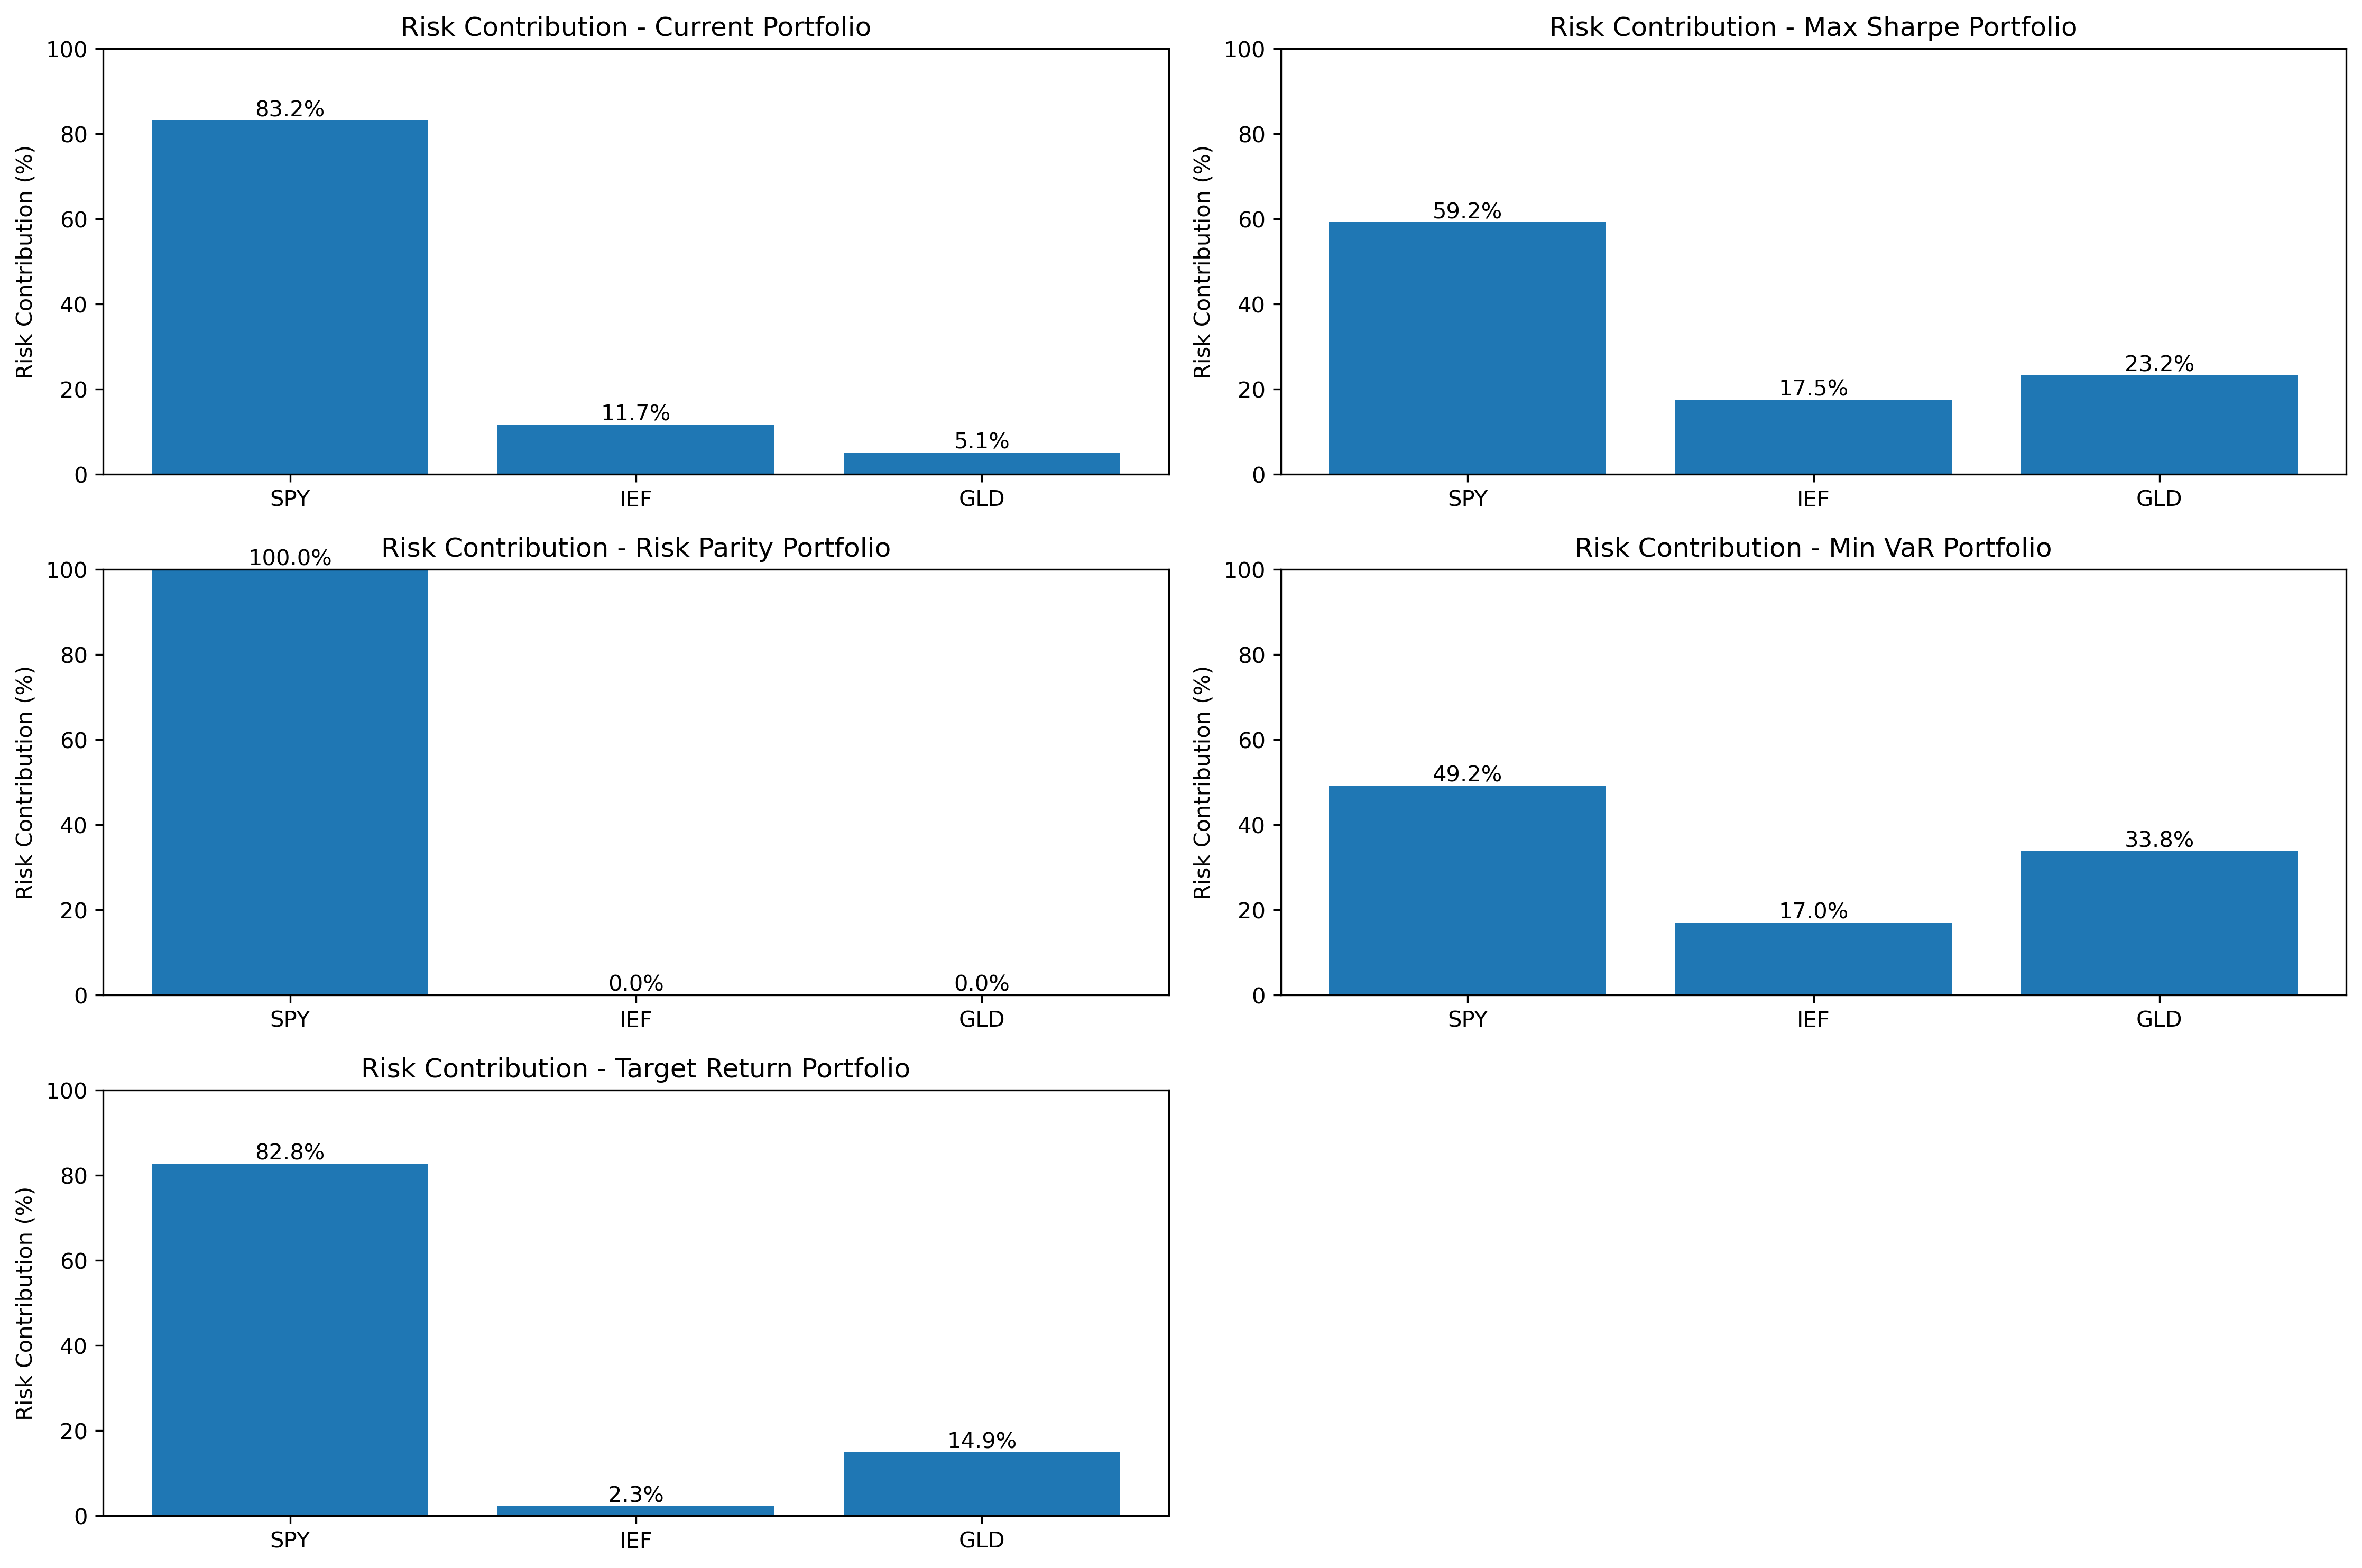 Risk Contribution - Current Portfolio
Risk Contribution (%)
100
80
60
40
20
0
83.2%
11.7%
5.1%
SPY
IEF
GLD
Risk Contribution - Max Sharpe Portfolio
Risk Contribution (%)
100
80
60
40
20
0
59.2%
17.5%
23.2%
SPY
IEF
GLD
Risk Contribution - Risk Parity Portfolio
Risk Contribution (%)
100
80
60
40
20
0
100.0%
0.0%
0.0%
SPY
IEF
GLD
Risk Contribution - Min VaR Portfolio
Risk Contribution (%)
100
80
60
40
20
0
49.2%
17.0%
33.8%
SPY
IEF
GLD
Risk Contribution - Target Return Portfolio
Risk Contribution (%)
100
80
60
40
20
0
82.8%
2.3%
14.9%
SPY
IEF
GLD